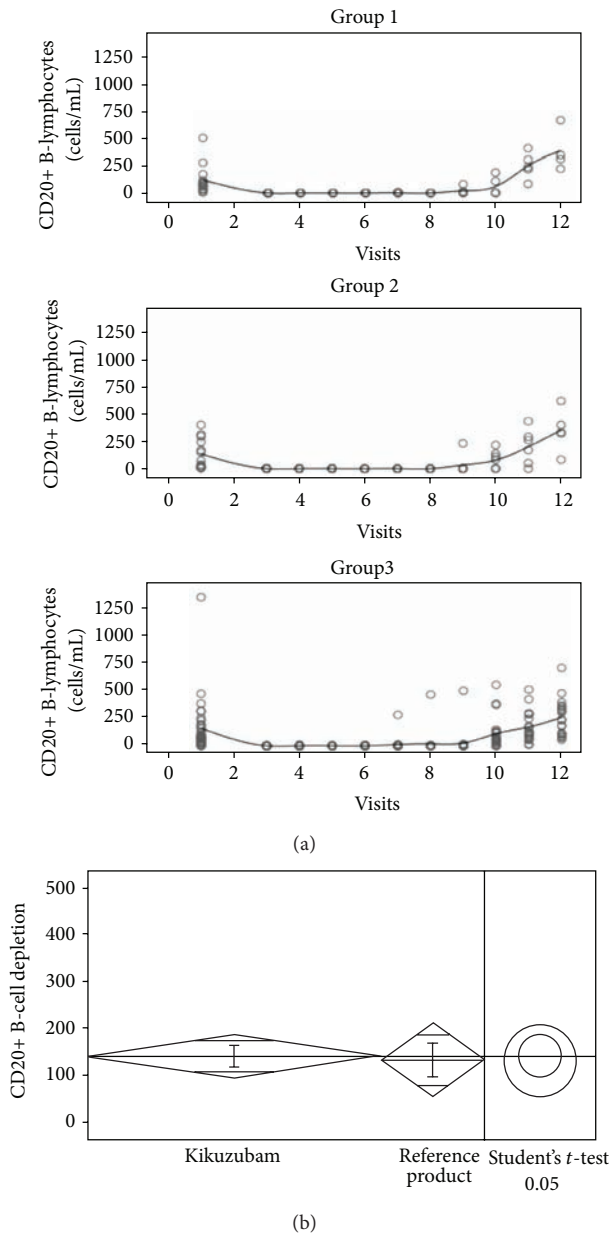 Group 1
CD20+ B-lymphocytes
(cells/mL)
1250
1000
750
500
250
0
0 2 4 6 8 10 12
Visits
Group 2
CD20+ B-lymphocytes
(cells/mL)
1250
1000
750
500
250
0
0 2 4 6 8 10 12
Visits
Group3
CD20+ B-lymphocytes
(cells/mL)
1250
1000
750
500
250
0
0 2 4 6 8 10 12
Visits
(a)
CD20+ B-cell depletion
500
400
300
200
100
0
Kikuzubam
Reference
product
Student's t-test
0.05
(b)